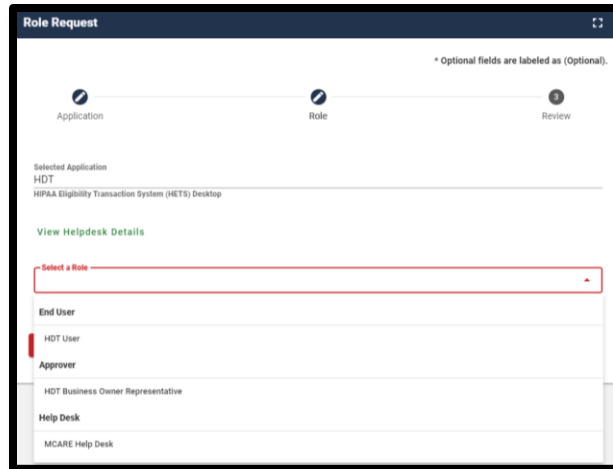 Role Request
* Optional fields are labeled as (Optional).
3
Application
Role
Review
Selected Application
HDT
HIPAA Eligibility Transaction System (HETS) Desktop
View Helpdesk Details
Select a Role
End User
HDT User
Approver
HDT Business Owner Representative
Help Desk
MCARE Help Desk